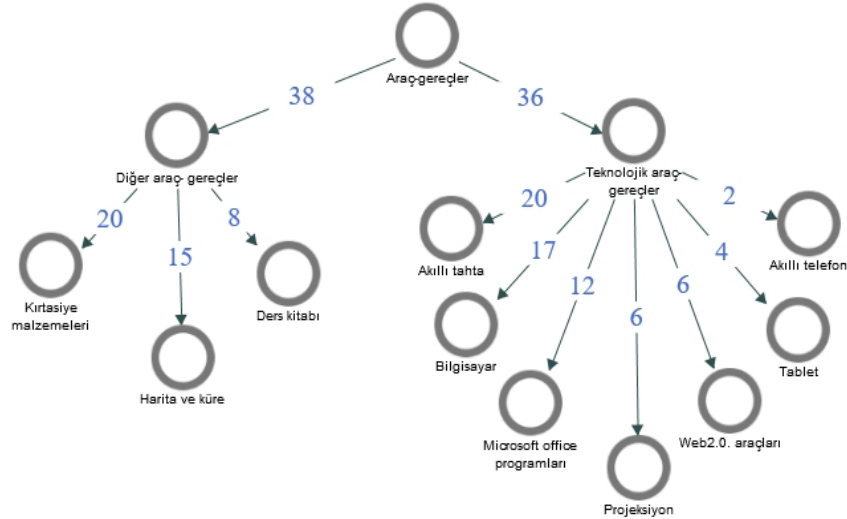 Araç-gereçler
38
36
Diğer araç- gereçler
Teknolojik araç-
gereçler
20
8
15
20
2
17
4
12
6
6
Kırtasiye
malzemeleri
Ders kitabı
Harita ve küre
Akıllı tahta
Akıllı telefon
Bilgisayar
Tablet
Microsoft office
programları
Web2.0. araçları
Projeksiyon